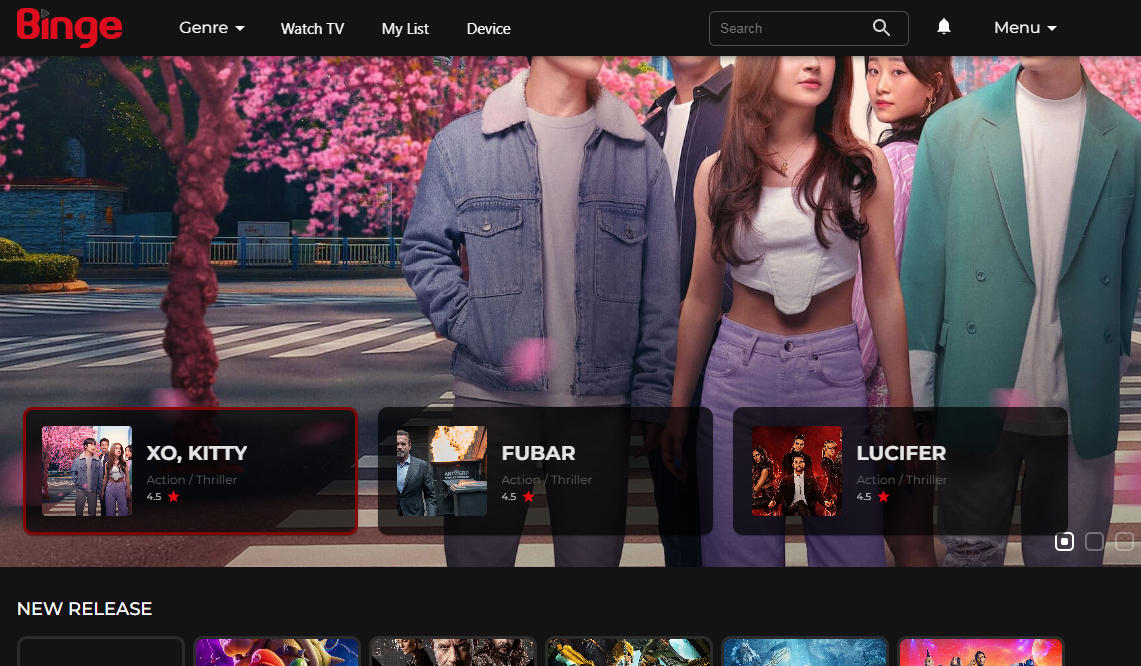 Binge
Genre
Watch TV
My List
Device
Search
Menu
XO, KITTY
Action / Thriller
4.5
FUBAR
Action / Thriller
4.5
LUCIFER
Action / Thriller
4.5
NEW RELEASE